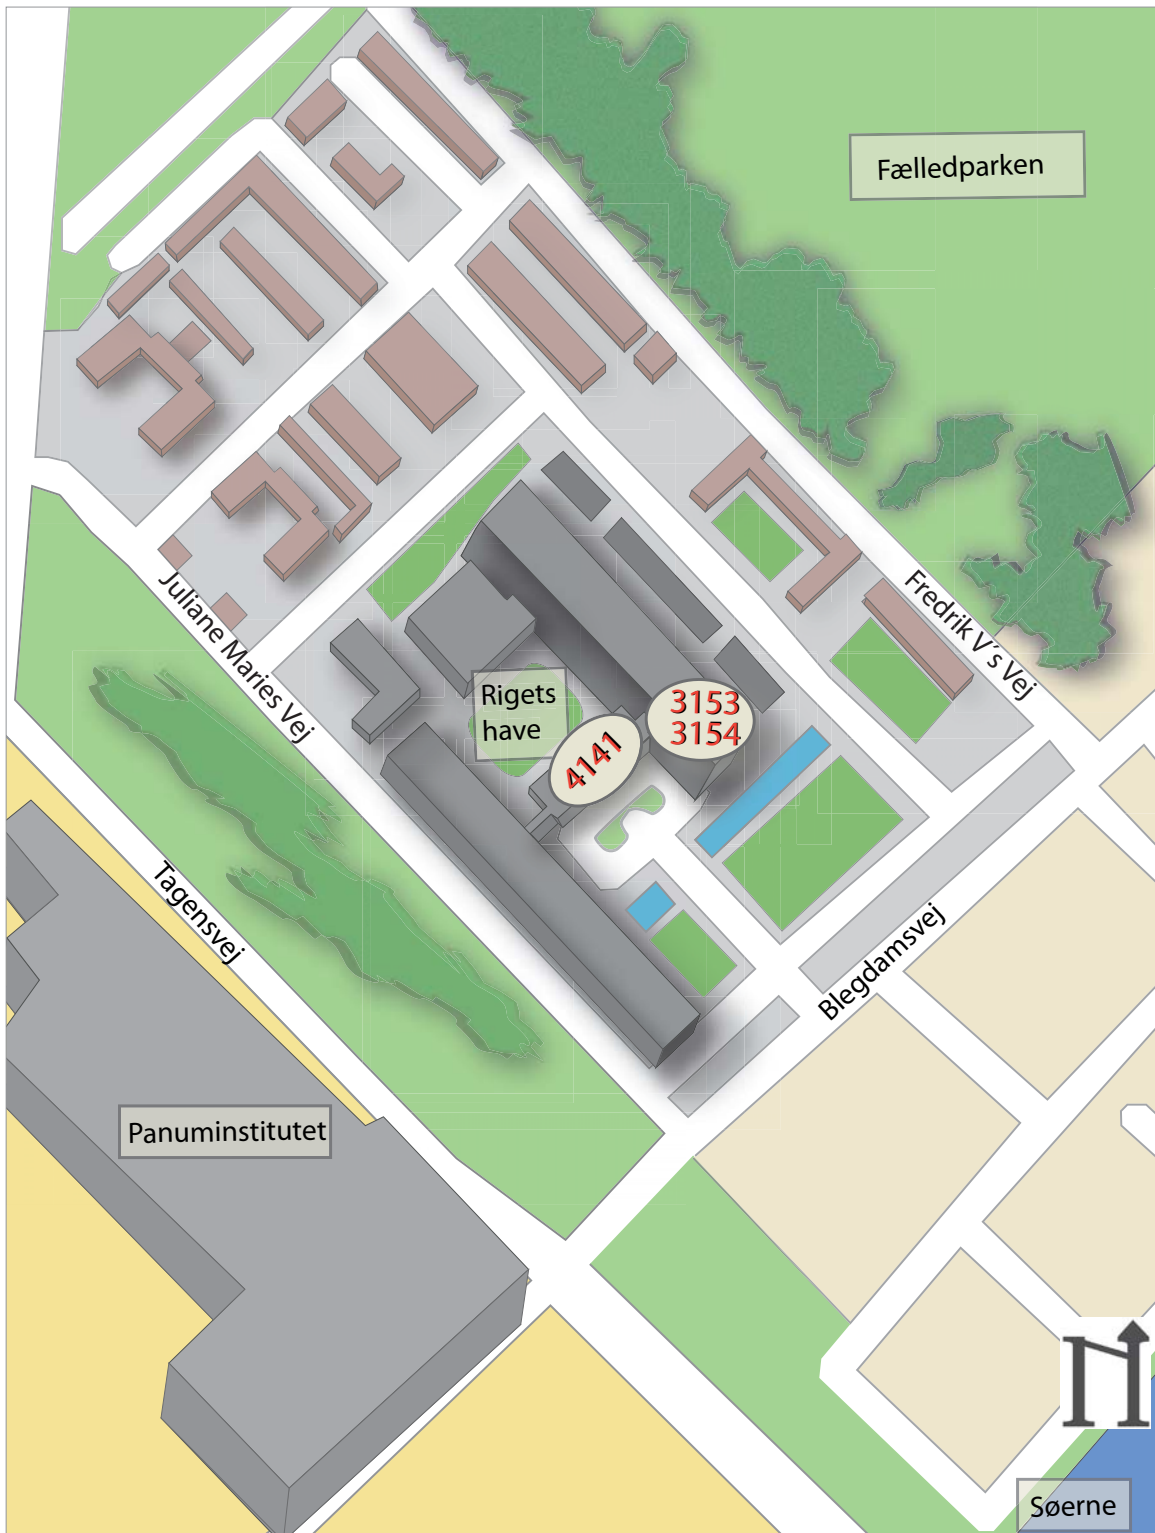 Fælledparken
Fredrik V´s Vej
Juliane Maries Vej
Rigets
have
3153
3154
4141
Tagensvej
Blegdamsvej
Panuminstitutet
N
Søerne